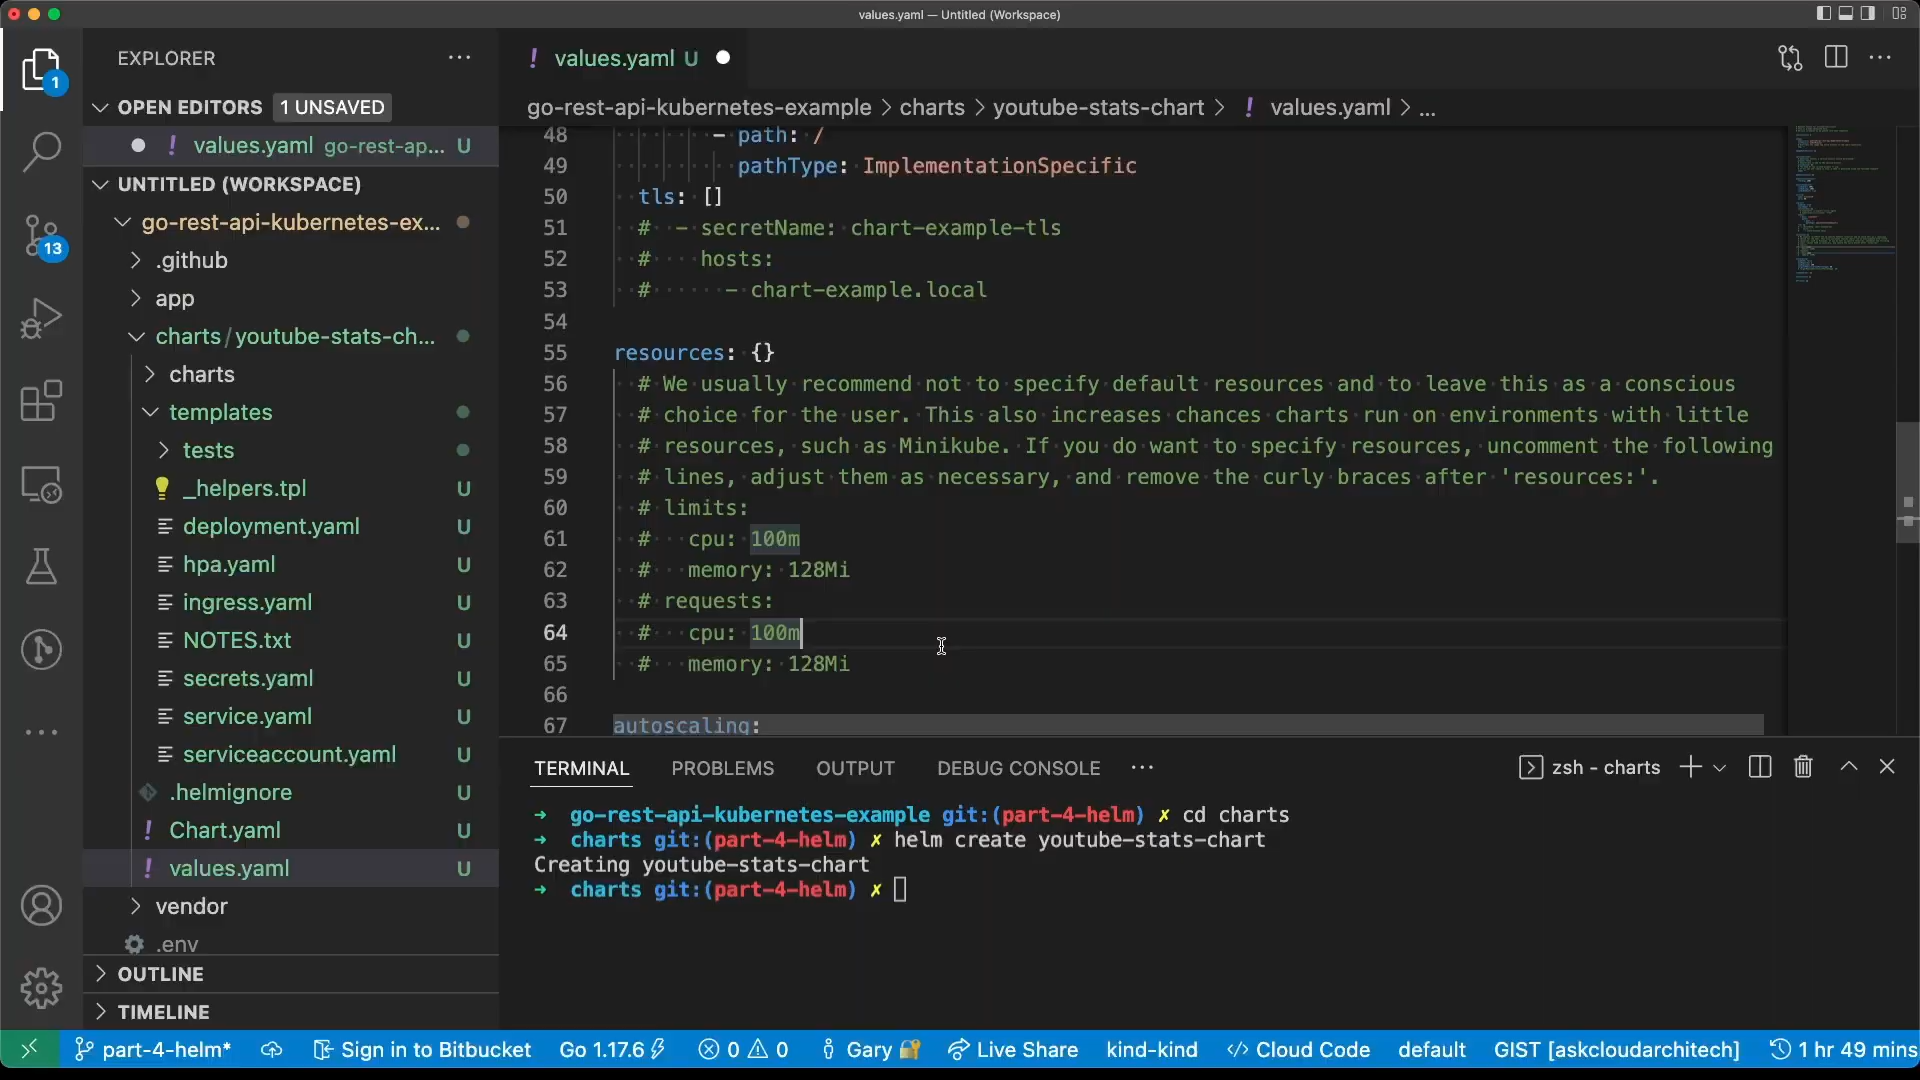 values.yaml — Untitled (Workspace)
EXPLORER
OPEN EDITORS 1 UNSAVED
values.yaml go-rest-ap... U
UNTITLED (WORKSPACE)
go-rest-api-kubernetes-ex...
.github
app
charts/youtube-stats-ch...
charts
templates
tests
_helpers.tpl U
deployment.yaml U
hpa.yaml U
ingress.yaml U
NOTES.txt U
secrets.yaml U
service.yaml U
serviceaccount.yaml U
.helmignore U
Chart.yaml U
values.yaml U
vendor
.env
OUTLINE
TIMELINE
1
13
! values.yaml U
go-rest-api-kubernetes-example > charts > youtube-stats-chart > ! values.yaml > ...
48 - path: /
49 pathType: ImplementationSpecific
50 tls: []
51 # - secretName: chart-example-tls
52 # hosts:
53 # - chart-example.local
54
55 resources: {}
56 # We usually recommend not to specify default resources and to leave this as a conscious
57 # choice for the user. This also increases chances charts run on environments with little
58 # resources, such as Minikube. If you do want to specify resources, uncomment the following
59 # lines, adjust them as necessary, and remove the curly braces after 'resources:'.
60 # limits:
61 # cpu: 100m
62 # memory: 128Mi
63 # requests:
64 # cpu: 100m
65 # memory: 128Mi
66
67 autoscaling:
TERMINAL PROBLEMS OUTPUT DEBUG CONSOLE ... zsh - charts
➜ go-rest-api-kubernetes-example git:(part-4-helm) ✗ cd charts
➜ charts git:(part-4-helm) ✗ helm create youtube-stats-chart
Creating youtube-stats-chart
➜ charts git:(part-4-helm) ✗
part-4-helm* Sign in to Bitbucket Go 1.17.6 0 0 Gary Live Share kind-kind </> Cloud Code default GIST [askcloudarchitech] 1 hr 49 mins